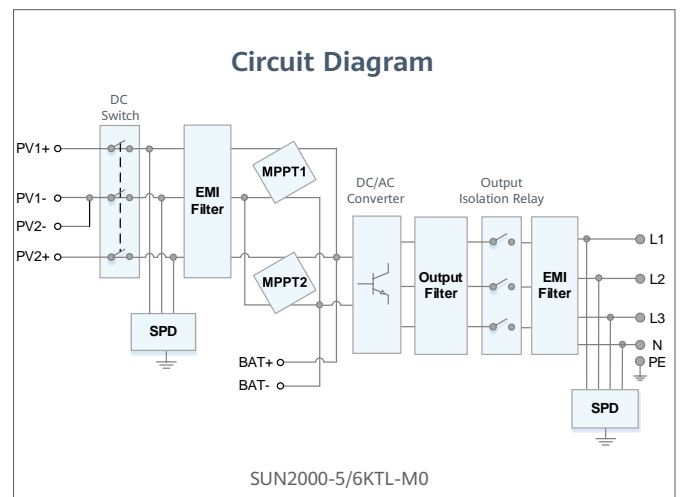 Circuit Diagram
DC
Switch
PV1+
PV1-
PV2-
PV2+
EMI
Filter
SPD
MPPT1
MPPT2
BAT+
BAT-
DC/AC
Converter
Output
Filter
Output
Isolation Relay
EMI
Filter
L1
L2
L3
N
PE
SPD
SUN2000-5/6KTL-M0